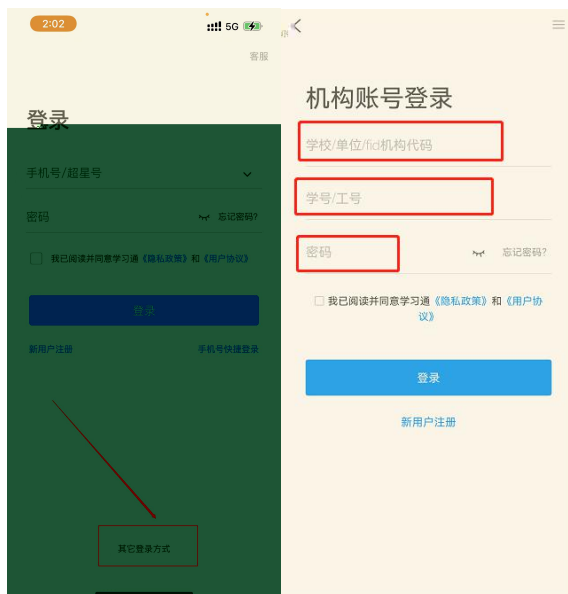 2:02
5G
客服
登录
手机号/超星号
密码
忘记密码?
我已阅读并同意学习通《隐私政策》和《用户协议》
登录
新用户注册
手机号快捷登录
其它登录方式
机构账号登录
学校/单位/fid机构代码
学号/工号
密码
忘记密码?
我已阅读并同意学习通《隐私政策》和《用户协
议》
登录
新用户注册